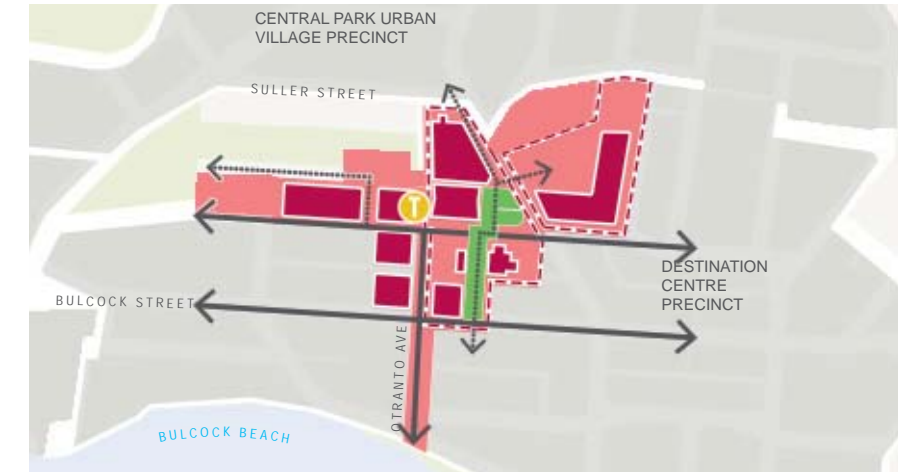 CENTRAL PARK URBAN
VILLAGE PRECINCT
SULLER STREET
T
DESTINATION
CENTRE
PRECINCT
BULCOCK STREET
OTRANTO AVE
BULCOCK BEACH